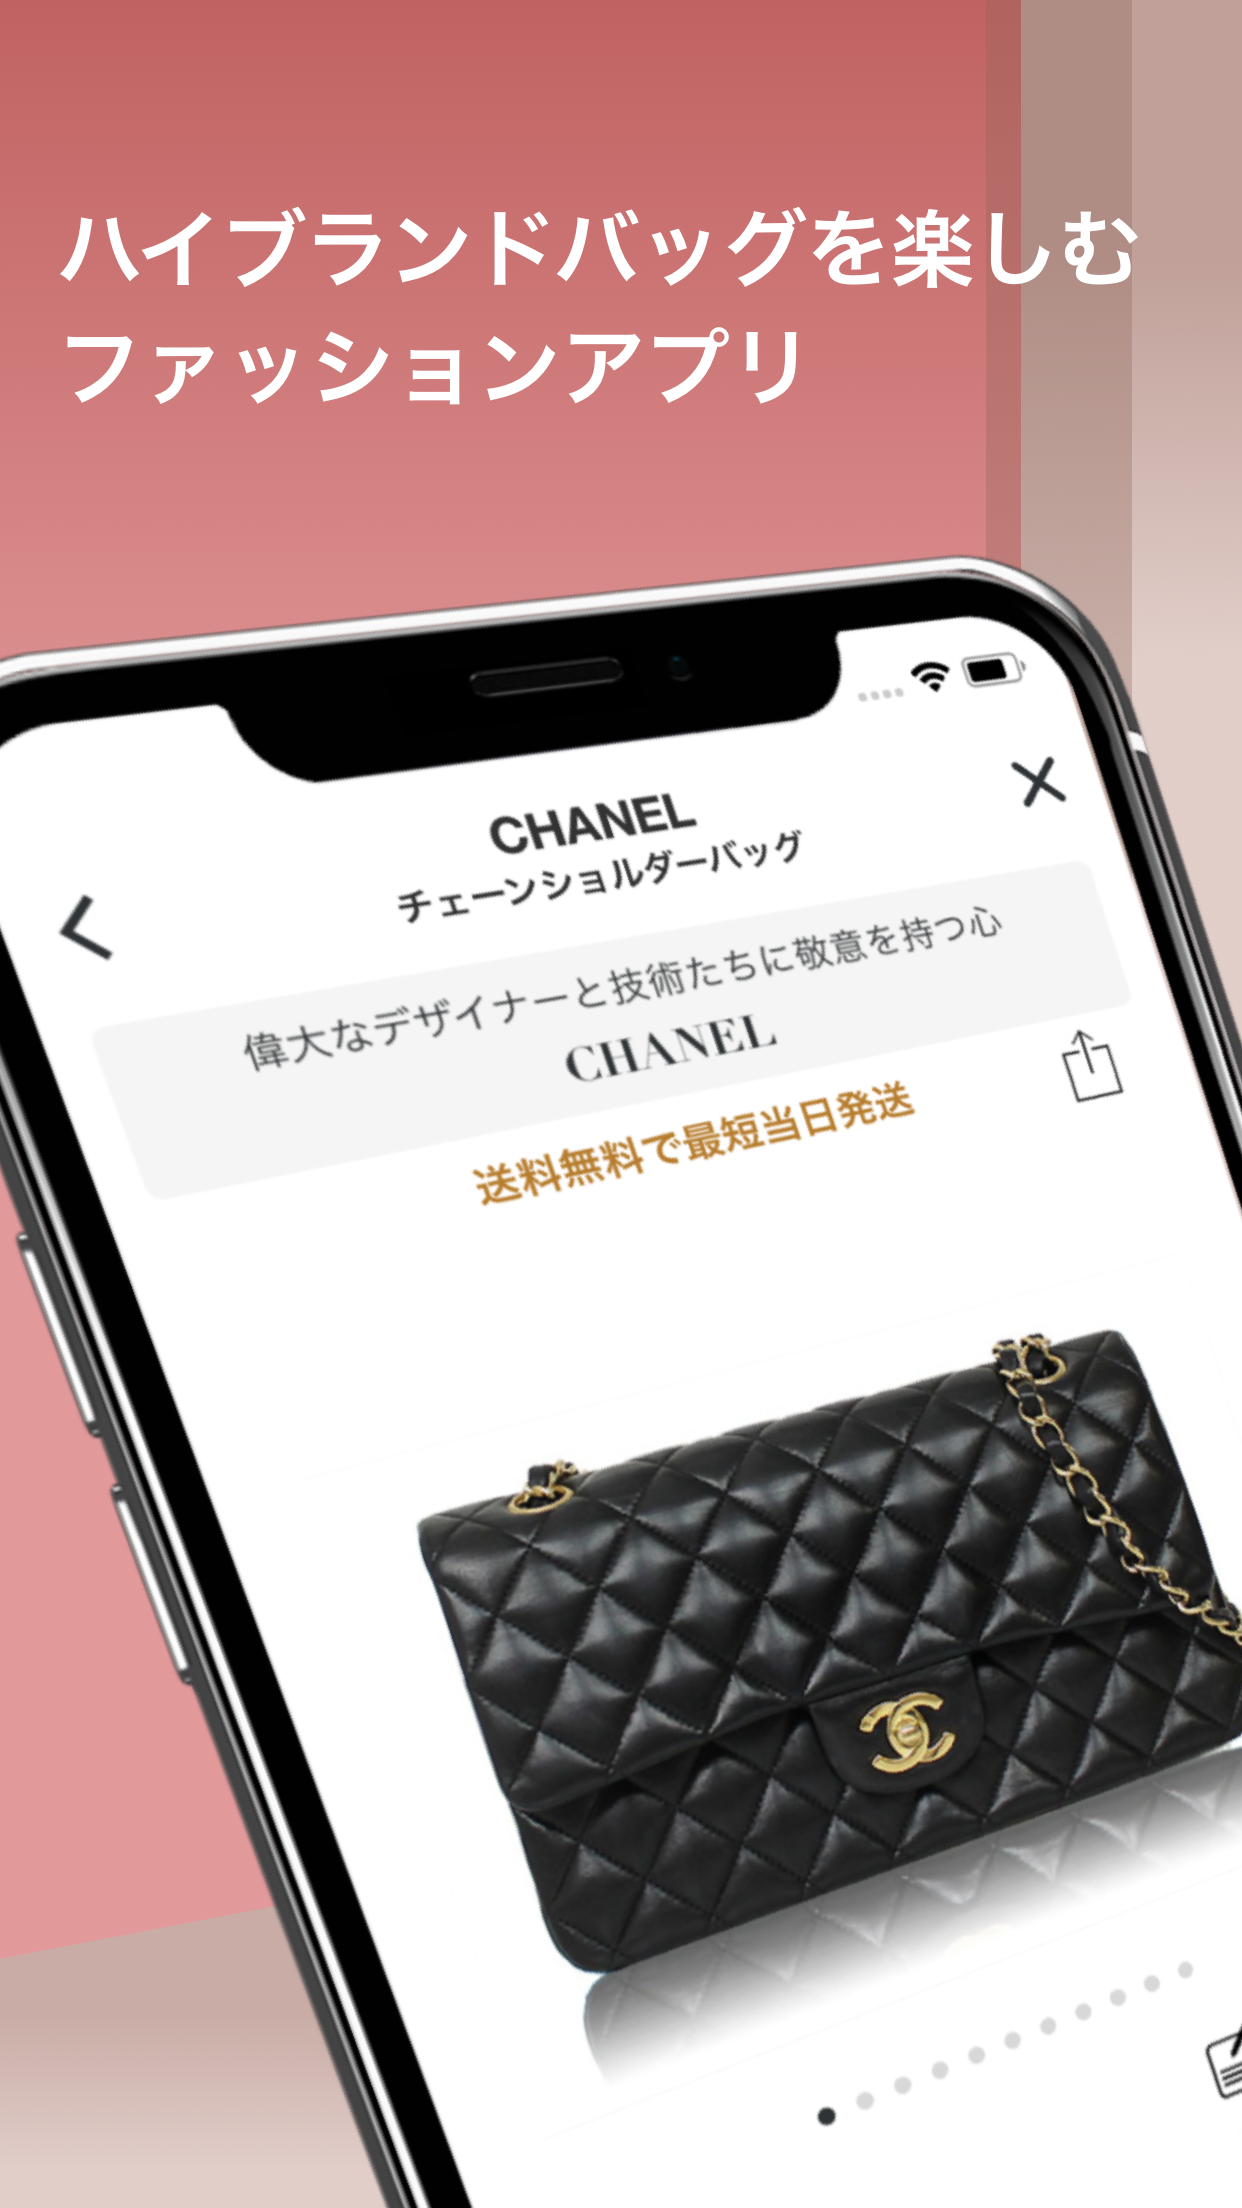 ハイブランドバッグを楽しむ
ファッションアプリ
CHANEL
チェーンショルダーバッグ
偉大なデザイナーと技術たちに敬意を持つ心
CHANEL
送料無料で最短当日発送